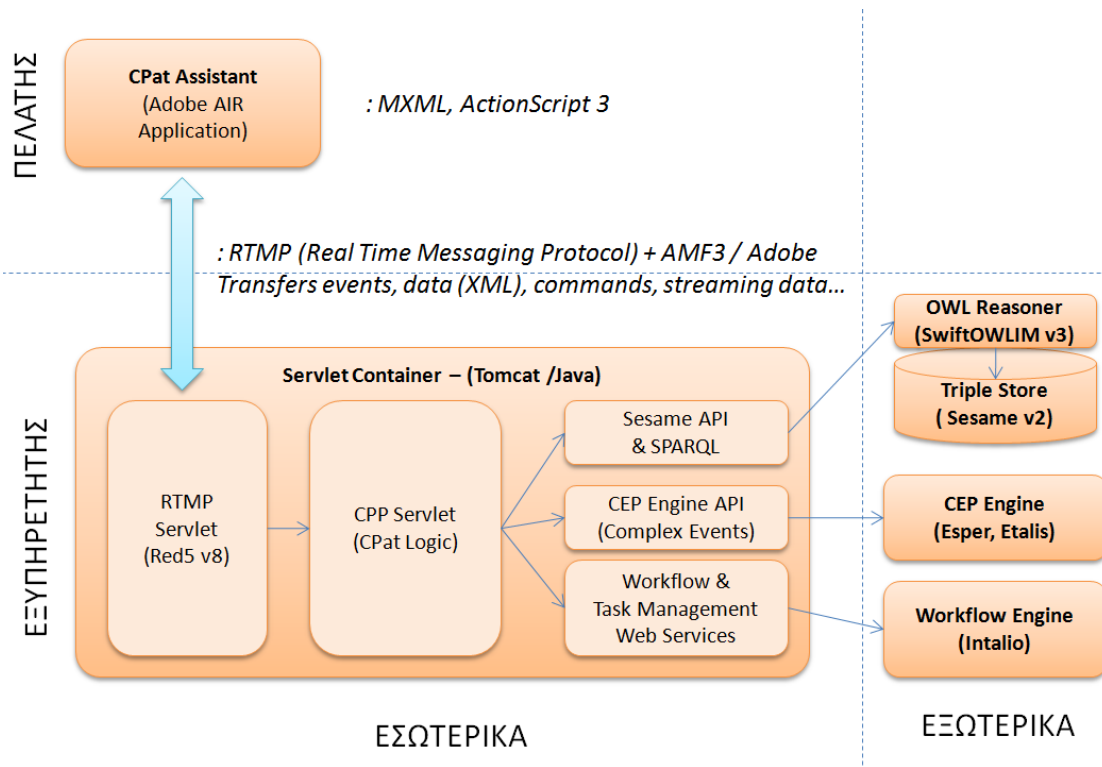 ΠΕΛΑΤΗΣ
CPat Assistant
(Adobe AIR
Application)
: MXML, ActionScript 3
: RTMP (Real Time Messaging Protocol) + AMF3 / Adobe
Transfers events, data (XML), commands, streaming data…
ΕΞΥΠΗΡΕΤΗΤΗΣ
Servlet Container – (Tomcat /Java)
RTMP
Servlet
(Red5 v8)
CPP Servlet
(CPat Logic)
Sesame API
& SPARQL
CEP Engine API
(Complex Events)
Workflow &
Task Management
Web Services
OWL Reasoner
(SwiftOWLIM v3)
Triple Store
( Sesame v2)
CEP Engine
(Esper, Etalis)
Workflow Engine
(Intalio)
ΕΣΩΤΕΡΙΚΑ
ΕΞΩΤΕΡΙΚΑ